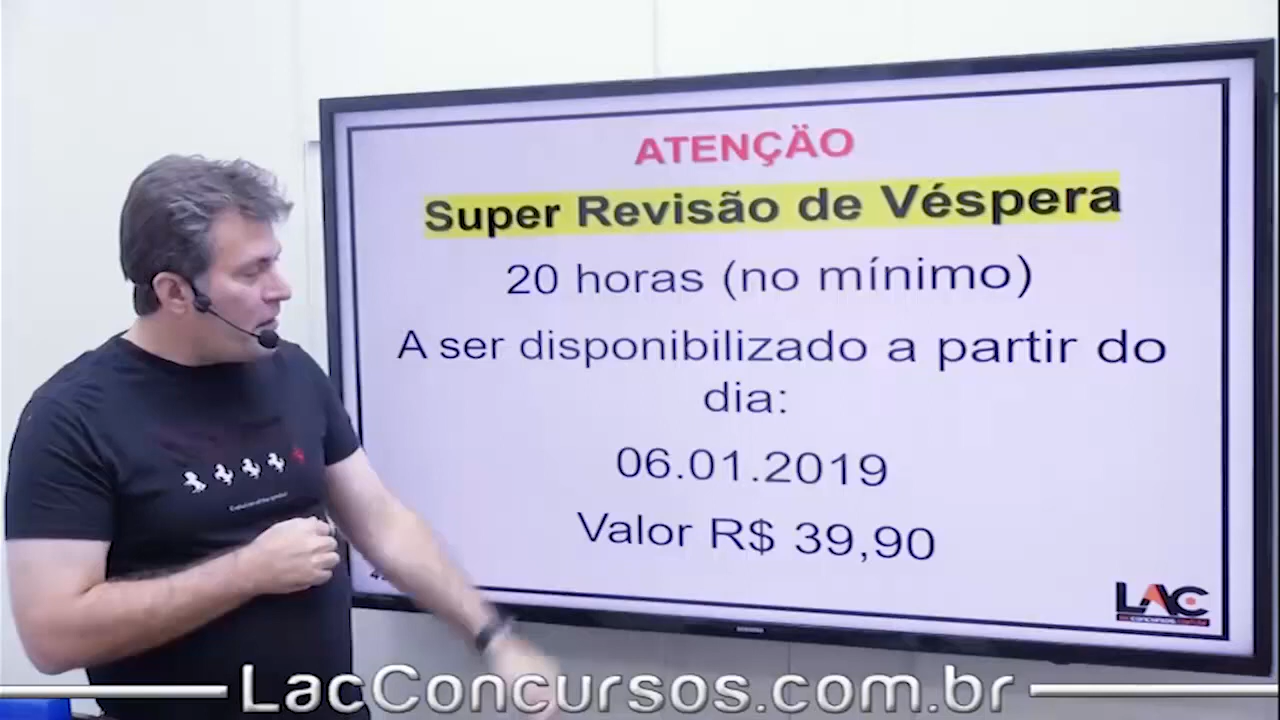 ATENÇÃO
Super Revisão de Véspera
20 horas (no mínimo)
A ser disponibilizado a partir do
dia:
06.01.2019
Valor R$ 39,90
LAC
LacConcursos.com.br